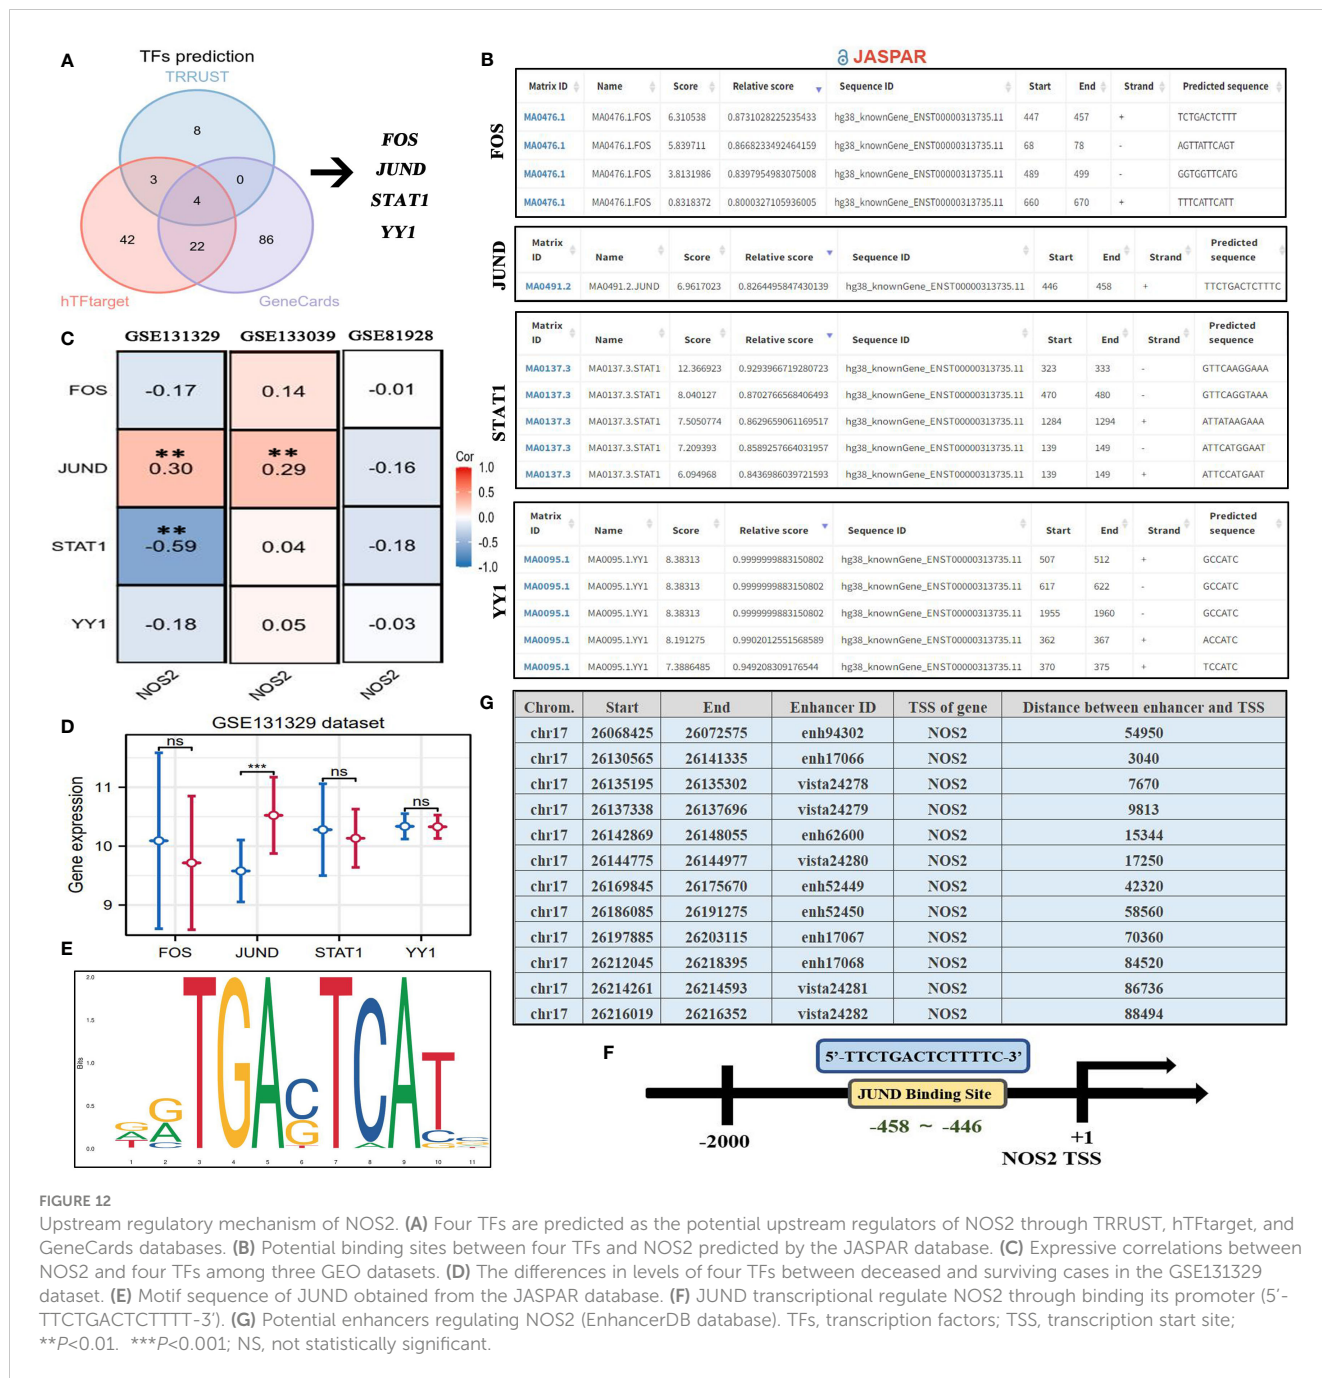 A
TFs prediction
TRRUST
8
3
0
4
42
22
86
hTFtarget
GeneCards
FOS
JUND
STAT1
YY1
B
JASPAR
FOS
Matrix ID Name Score Relative score Sequence ID Start End Strand Predicted sequence
MA0476.1 MA0476.1.FOS 6.310538 0.8731028225235433 hg38_knownGene_ENST00000313735.11 447 457 + TCTGACTCTTT
MA0476.1 MA0476.1.FOS 5.839711 0.8668233492464159 hg38_knownGene_ENST00000313735.11 68 78 - AGTTATTCAGT
MA0476.1 MA0476.1.FOS 3.8131986 0.8397954983075008 hg38_knownGene_ENST00000313735.11 489 499 - GGTGGTTCATG
MA0476.1 MA0476.1.FOS 0.8318372 0.8000327105936005 hg38_knownGene_ENST00000313735.11 660 670 + TTTCATTCATT
JUND
Matrix ID Name Score Relative score Sequence ID Start End Strand Predicted sequence
MA0491.2 MA0491.2.JUND 6.9617023 0.8264495847430139 hg38_knownGene_ENST00000313735.11 446 458 + TTCTGACTCTTTC
STAT1
Matrix ID Name Score Relative score Sequence ID Start End Strand Predicted sequence
MA0137.3 MA0137.3.STAT1 12.366923 0.9293966719280723 hg38_knownGene_ENST00000313735.11 323 333 - GTTCAAGGAAA
MA0137.3 MA0137.3.STAT1 8.040127 0.8702766568406493 hg38_knownGene_ENST00000313735.11 470 480 - GTTCAGGTAAA
MA0137.3 MA0137.3.STAT1 7.5050774 0.8629659061169517 hg38_knownGene_ENST00000313735.11 1284 1294 + ATTATAAGAAA
MA0137.3 MA0137.3.STAT1 7.209393 0.8589257664031957 hg38_knownGene_ENST00000313735.11 139 149 - ATTCATGGAAT
MA0137.3 MA0137.3.STAT1 6.094968 0.8436986039721593 hg38_knownGene_ENST00000313735.11 139 149 + ATTCCATGAAT
YY1
Matrix ID Name Score Relative score Sequence ID Start End Strand Predicted sequence
MA0095.1 MA0095.1.YY1 8.38313 0.9999999883150802 hg38_knownGene_ENST00000313735.11 507 512 + GCCATC
MA0095.1 MA0095.1.YY1 8.38313 0.9999999883150802 hg38_knownGene_ENST00000313735.11 617 622 - GCCATC
MA0095.1 MA0095.1.YY1 8.38313 0.9999999883150802 hg38_knownGene_ENST00000313735.11 1955 1960 - GCCATC
MA0095.1 MA0095.1.YY1 8.191275 0.9902012551568589 hg38_knownGene_ENST00000313735.11 362 367 + ACCATC
MA0095.1 MA0095.1.YY1 7.3886485 0.949208309176544 hg38_knownGene_ENST00000313735.11 370 375 + TCCATC
C
GSE131329 GSE133039 GSE81928
FOS -0.17 0.14 -0.01
** **
JUND 0.30 0.29 -0.16
**
STAT1 -0.59 0.04 -0.18
YY1 -0.18 0.05 -0.03
NOS2 NOS2 NOS2
Cor
1.0
0.5
0.0
-0.5
-1.0
D
GSE131329 dataset
Gene expression
11
10
9
ns *** ns ns
FOS JUND STAT1 YY1
E
Bits
2.0
1.5
1.0
0.5
0.0
1 2 3 4 5 6 7 8 9 10 11
G
Chrom. Start End Enhancer ID TSS of gene Distance between enhancer and TSS
chr17 26068425 26072575 enh94302 NOS2 54950
chr17 26130565 26141335 enh17066 NOS2 3040
chr17 26135195 26135302 vista24278 NOS2 7670
chr17 26137338 26137696 vista24279 NOS2 9813
chr17 26142869 26148055 enh62600 NOS2 15344
chr17 26144775 26144977 vista24280 NOS2 17250
chr17 26169845 26175670 enh52449 NOS2 42320
chr17 26186085 26191275 enh52450 NOS2 58560
chr17 26197885 26203115 enh17067 NOS2 70360
chr17 26212045 26218395 enh17068 NOS2 84520
chr17 26214261 26214593 vista24281 NOS2 86736
chr17 26216019 26216352 vista24282 NOS2 88494
F
5'-TTCTGACTCTTTTC-3'
JUND Binding Site
-458 ~ -446
-2000
+1
NOS2 TSS
FIGURE 12
Upstream regulatory mechanism of NOS2. (A) Four TFs are predicted as the potential upstream regulators of NOS2 through TRRUST, hTFtarget, and
GeneCards databases. (B) Potential binding sites between four TFs and NOS2 predicted by the JASPAR database. (C) Expressive correlations between
NOS2 and four TFs among three GEO datasets. (D) The differences in levels of four TFs between deceased and surviving cases in the GSE131329
dataset. (E) Motif sequence of JUND obtained from the JASPAR database. (F) JUND transcriptional regulate NOS2 through binding its promoter (5'-
TTCTGACTCTTTT-3'). (G) Potential enhancers regulating NOS2 (EnhancerDB database). TFs, transcription factors; TSS, transcription start site;
**P<0.01. ***P<0.001; NS, not statistically significant.